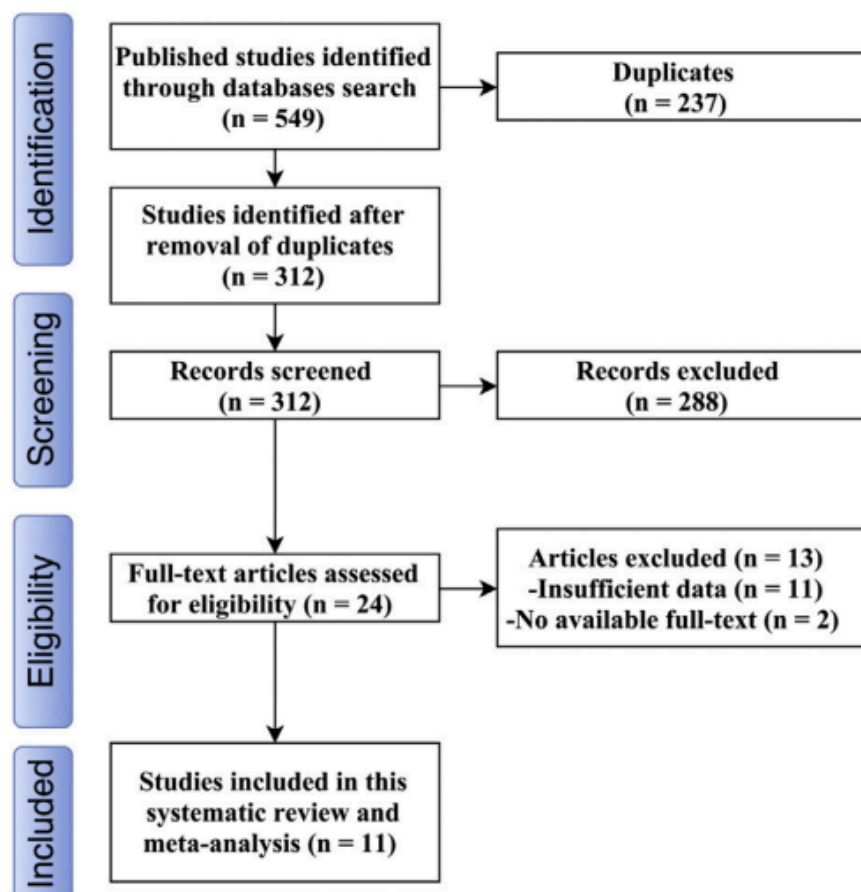 Identification
Published studies identified
through databases search
(n = 549)
Duplicates
(n = 237)
Studies identified after
removal of duplicates
(n = 312)
Screening
Records screened
(n = 312)
Records excluded
(n = 288)
Eligibility
Full-text articles assessed
for eligibility (n = 24)
Articles excluded (n = 13)
-Insufficient data (n = 11)
-No available full-text (n = 2)
Included
Studies included in this
systematic review and
meta-analysis (n = 11)